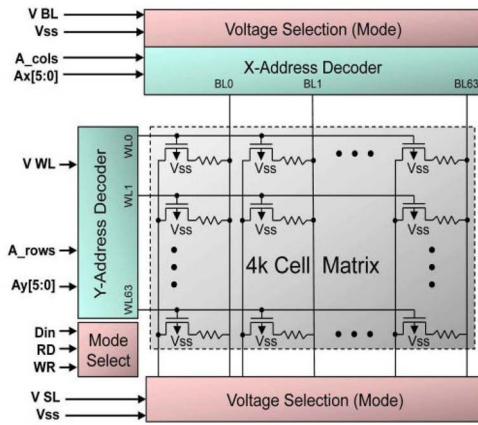 V BL
Vss
Voltage Selection (Mode)
A_cols
Ax[5:0]
X-Address Decoder
BL0
BL1
BL63
Y-Address Decoder
WL0
WL1
WL63
V WL
A_rows
Ay[5:0]
Vss
Vss
Vss
Vss
Vss
Vss
4k Cell Matrix
Vss
Vss
Vss
Din
RD
WR
Mode
Select
V SL
Vss
Voltage Selection (Mode)